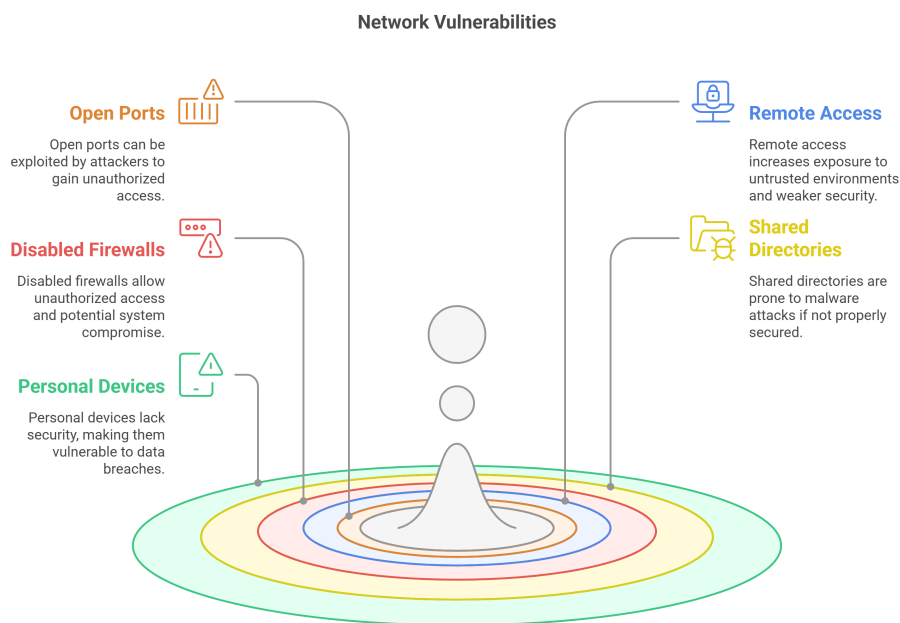 Network Vulnerabilities
Open Ports
Open ports can be
exploited by attackers to
gain unauthorized
access.
Disabled Firewalls
Disabled firewalls allow
unauthorized access
and potential system
compromise.
Personal Devices
Personal devices lack
security, making them
vulnerable to data
breaches.
Remote Access
Remote access
increases exposure to
untrusted environments
and weaker security.
Shared
Directories
Shared directories are
prone to malware
attacks if not properly
secured.